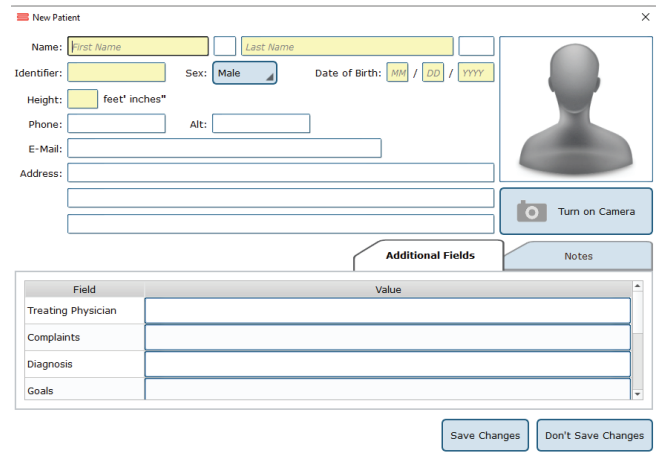 New Patient
Name: First Name Last Name
Identifier: Sex: Male Date of Birth: MM / DD / YYYY
Height: feet' inches"
Phone: Alt:
E-Mail:
Address:
Turn on Camera
Additional Fields Notes
Field Value
Treating Physician
Complaints
Diagnosis
Goals
Save Changes Don't Save Changes